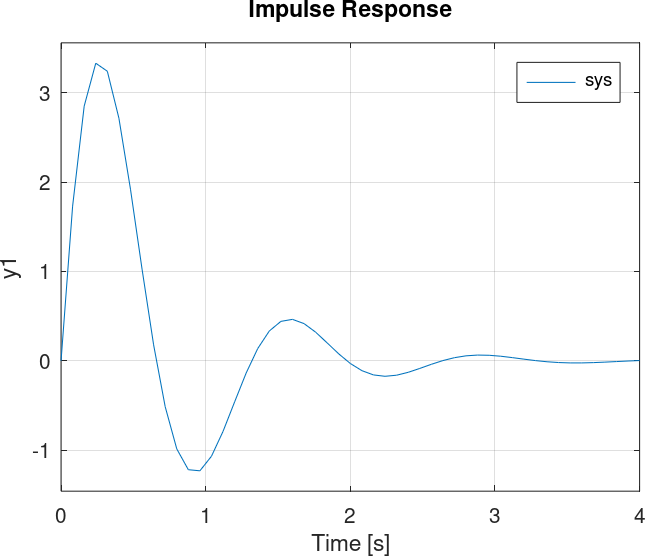 Impulse Response
sys
3
2
1
0
-1
y1
0 1 2 3 4
Time [s]